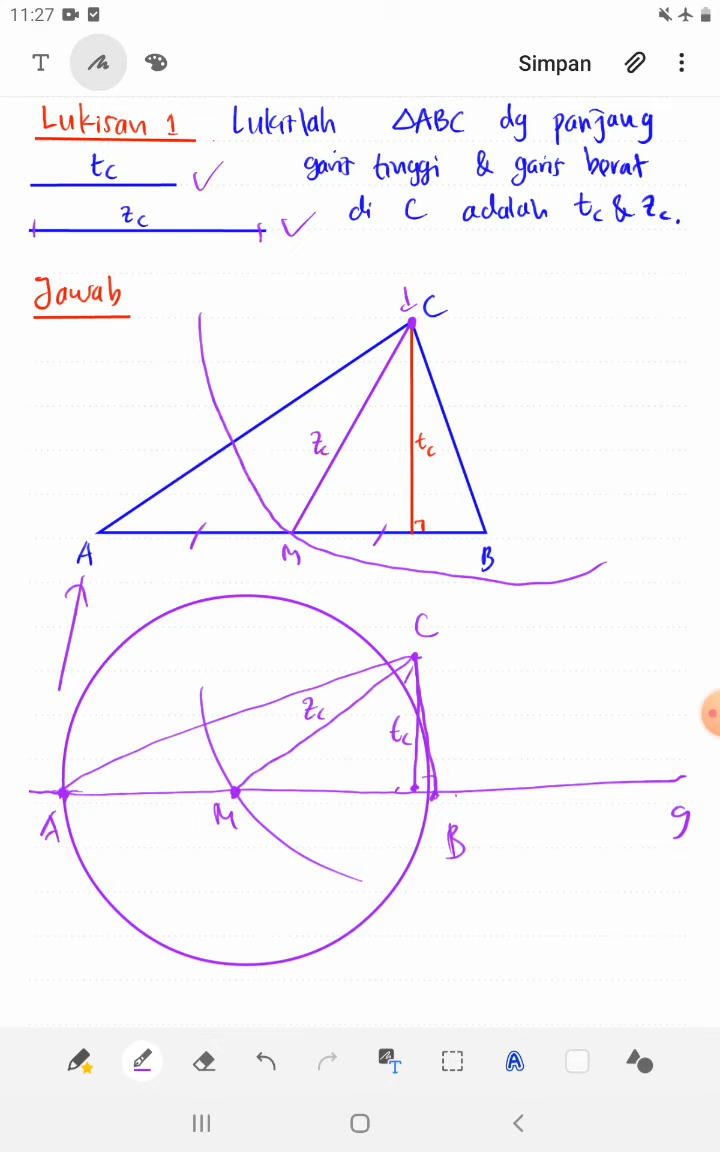 11:27
T
Simpan
Lukisan 1 Lukislah ΔABC dg panjang
tc garis tinggi & garis berat
zc di C adalah tc & zc.
Jawab
C
zc tc
A M B
C
zc
tc
A M B g
T A